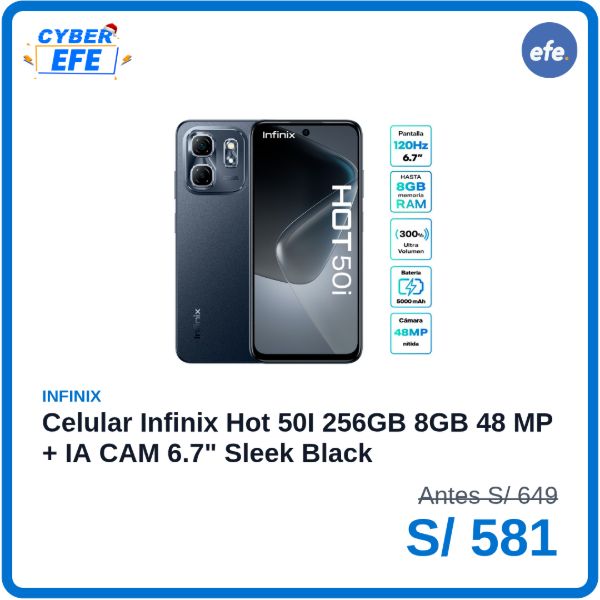 CYBER
EFE
efe.
Infinix
HOT 50i
Infinix
Pantalla
120Hz
6.7"
HASTA
8GB
memoria
RAM
300%
Ultra
Volumen
Batería
5000 mAh
Cámara
48MP
nítida
INFINIX
Celular Infinix Hot 50I 256GB 8GB 48 MP
+ IA CAM 6.7" Sleek Black
Antes S/ 649
S/ 581